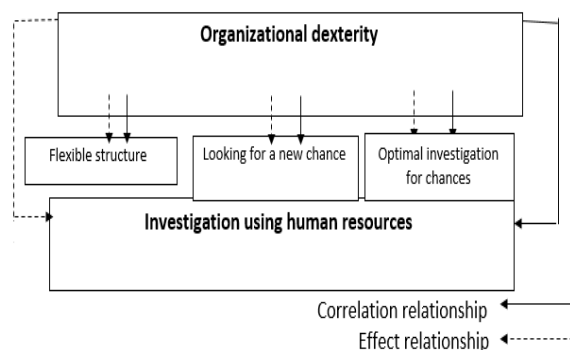 Organizational dexterity
Flexible structure
Looking for a new chance
Optimal investigation
for chances
Investigation using human resources
Correlation relationship
Effect relationship